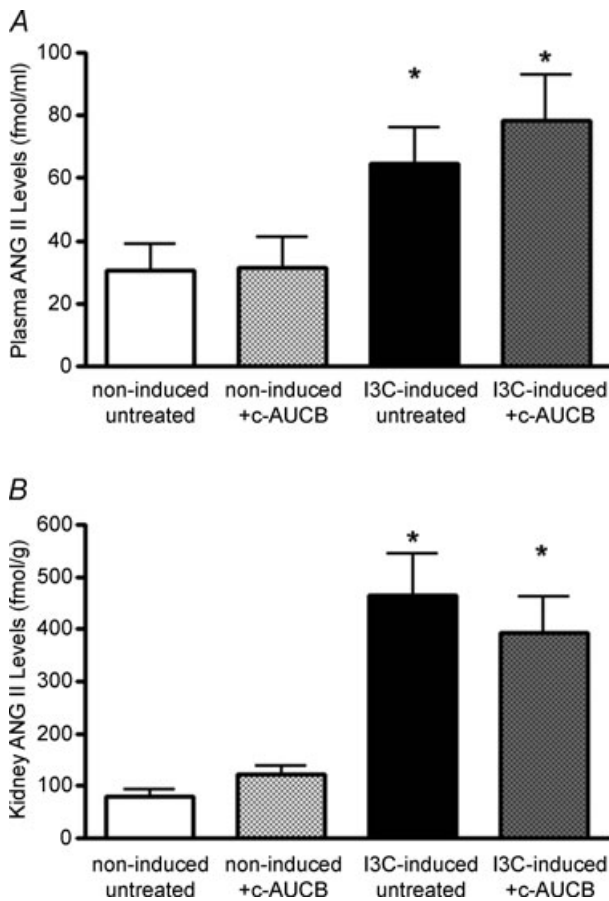 A
Plasma ANG II Levels (fmol/ml)
100
80
60
40
20
0
*
*
non-induced untreated
non-induced +c-AUCB
I3C-induced untreated
I3C-induced +c-AUCB
B
Kidney ANG II Levels (fmol/g)
600
500
400
300
200
100
0
*
*
non-induced untreated
non-induced +c-AUCB
I3C-induced untreated
I3C-induced +c-AUCB